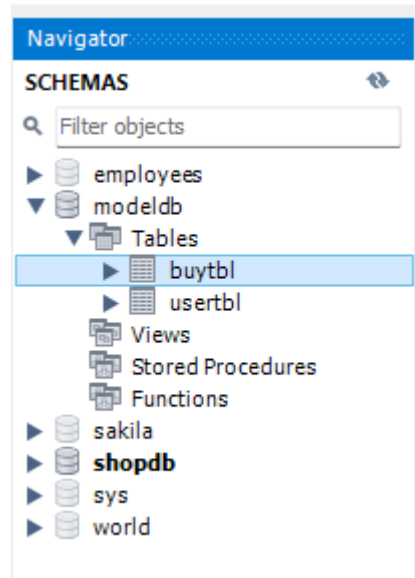 Navigator
SCHEMAS
Filter objects
employees
modeldb
Tables
buytbl
usertbl
Views
Stored Procedures
Functions
sakila
shopdb
sys
world